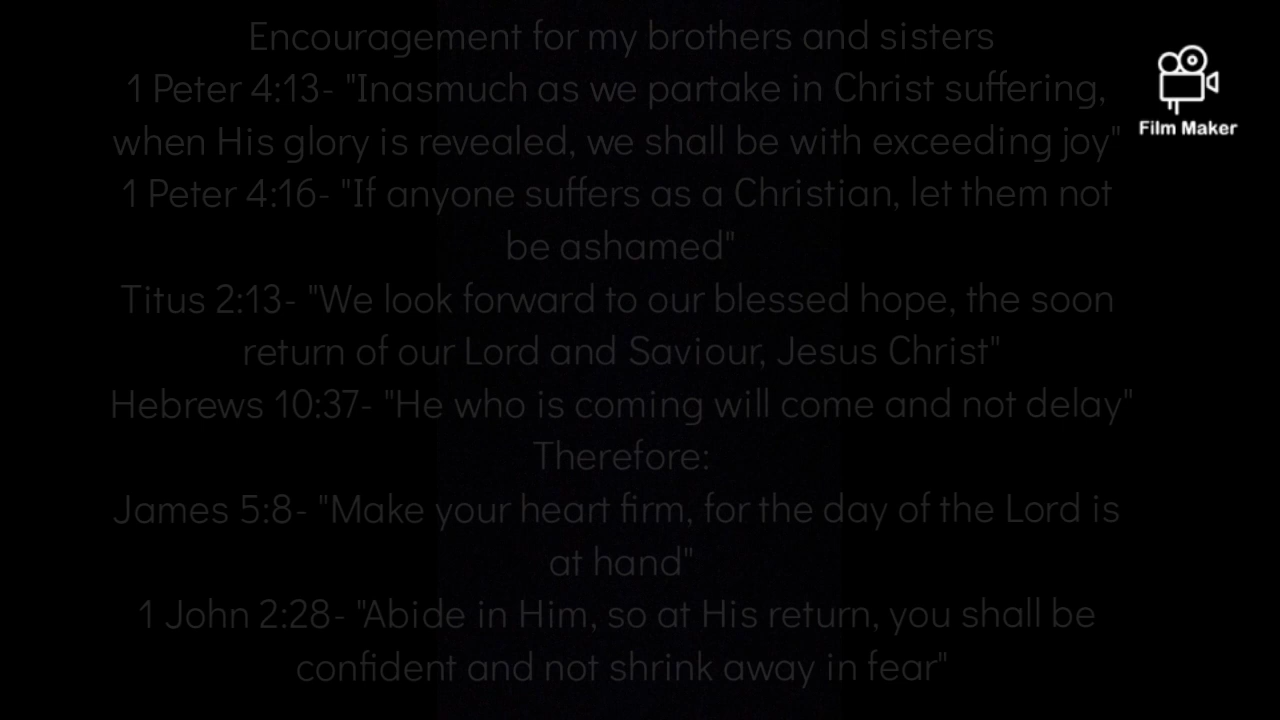 Encouragement for my brothers and sisters
1 Peter 4:13- "Inasmuch as we partake in Christ suffering,
when His glory is revealed, we shall be with exceeding joy"
1 Peter 4:16- "If anyone suffers as a Christian, let them not
be ashamed"
Titus 2:13- "We look forward to our blessed hope, the soon
return of our Lord and Saviour, Jesus Christ"
Hebrews 10:37- "He who is coming will come and not delay"
Therefore:
James 5:8- "Make your heart firm, for the day of the Lord is
at hand"
1 John 2:28- "Abide in Him, so at His return, you shall be
confident and not shrink away in fear"
Film Maker